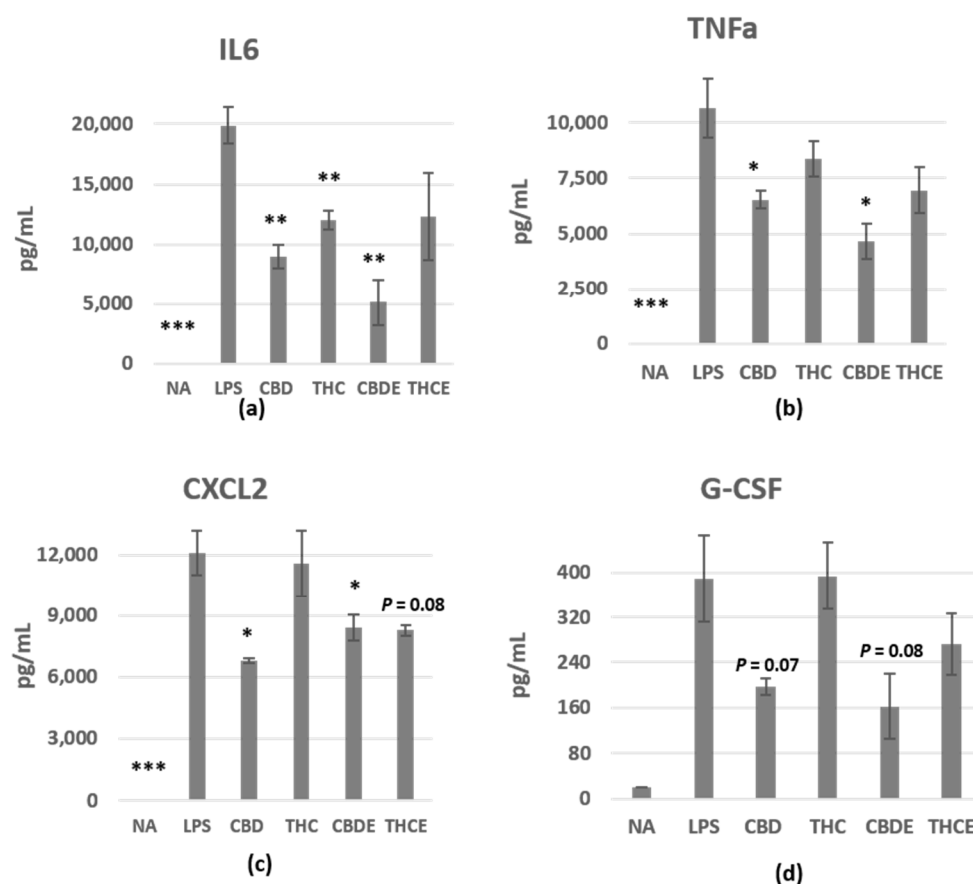 IL6
20,000
15,000
10,000
5,000
0
pg/mL
***
**
**
**
NA LPS CBD THC CBDE THCE
(a)
TNFa
10,000
7,500
5,000
2,500
0
pg/mL
***
*
*
NA LPS CBD THC CBDE THCE
(b)
CXCL2
12,000
9,000
6,000
3,000
0
pg/mL
***
*
*
P = 0.08
NA LPS CBD THC CBDE THCE
(c)
G-CSF
400
320
240
160
80
0
pg/mL
P = 0.07
P = 0.08
NA LPS CBD THC CBDE THCE
(d)